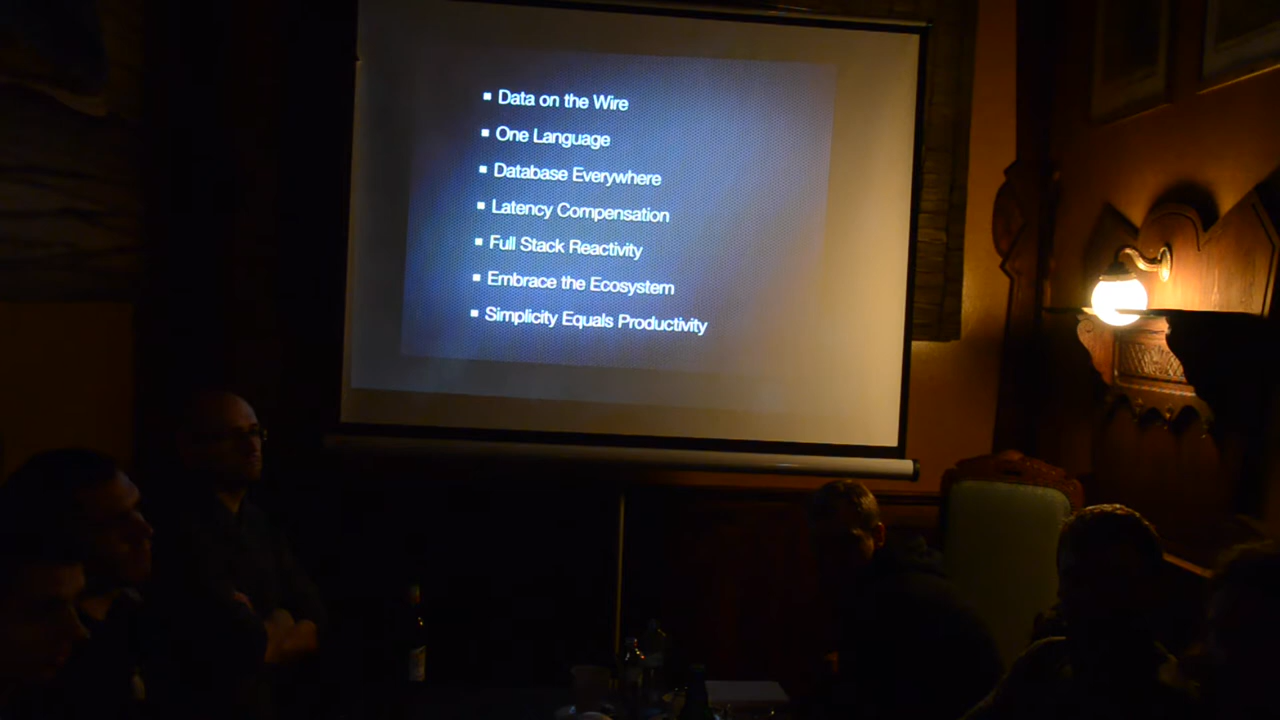 Data on the Wire
One Language
Database Everywhere
Latency Compensation
Full Stack Reactivity
Embrace the Ecosystem
Simplicity Equals Productivity